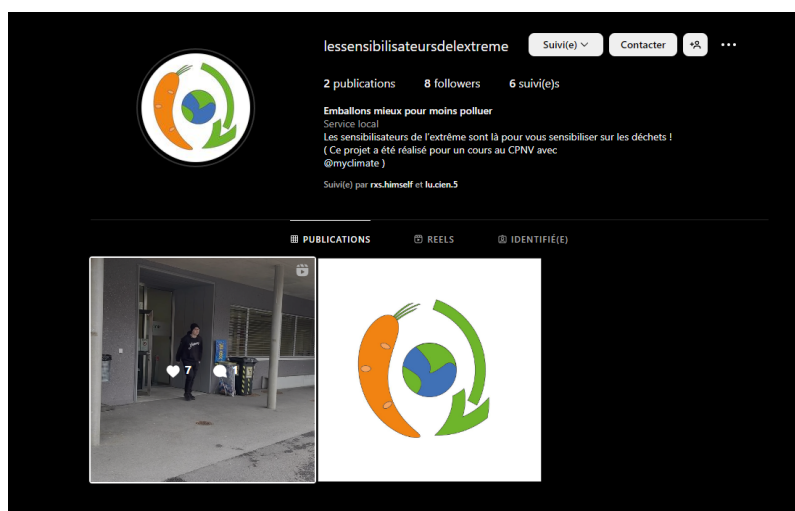 lessensibilisateursdelextreme Suivi(e) Contacter
2 publications 8 followers 6 suivi(e)s
Emballons mieux pour moins polluer
Service local
Les sensibilisateurs de l'extrême sont là pour vous sensibiliser sur les déchets !
( Ce projet a été réalisé pour un cours au CPNV avec
@myclimate )
Suivi(e) par rxs.himself et lu.cien.5
PUBLICATIONS REELS IDENTIFIÉ(E)
7 1